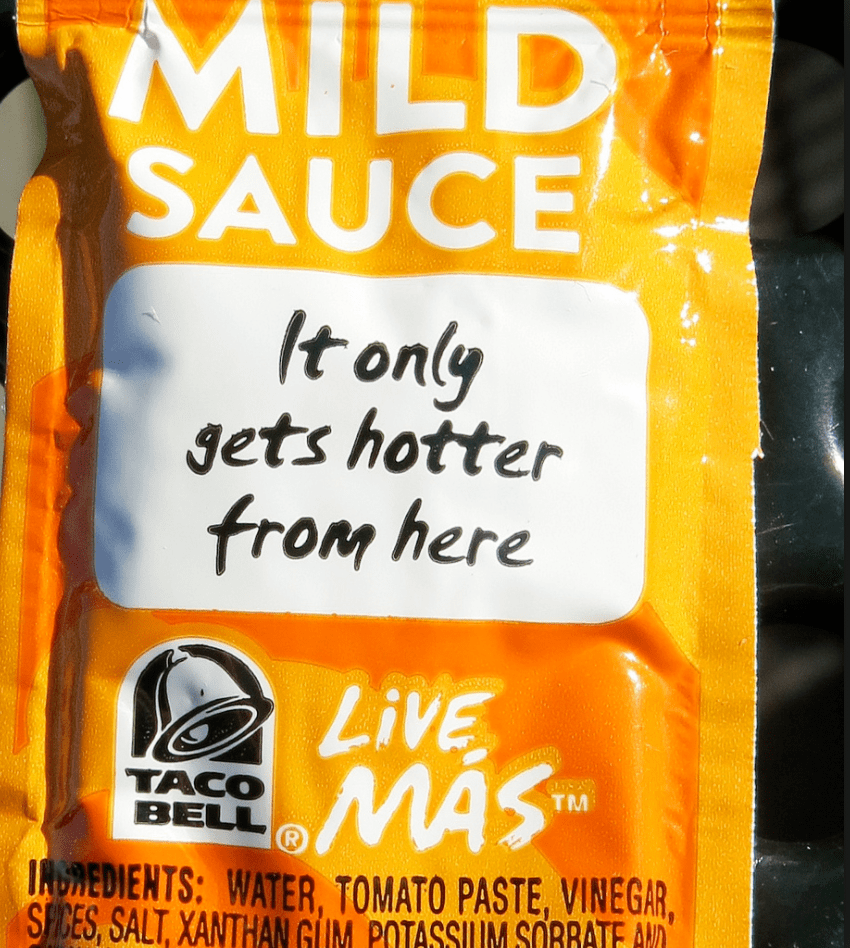 MILD
SAUCE
It only
gets hotter
from here
TACO
BELL®
LiVE
MÁS™
INGREDIENTS: WATER, TOMATO PASTE, VINEGAR,
SPICES, SALT, XANTHAN GUM, POTASSIUM SORBATE AND